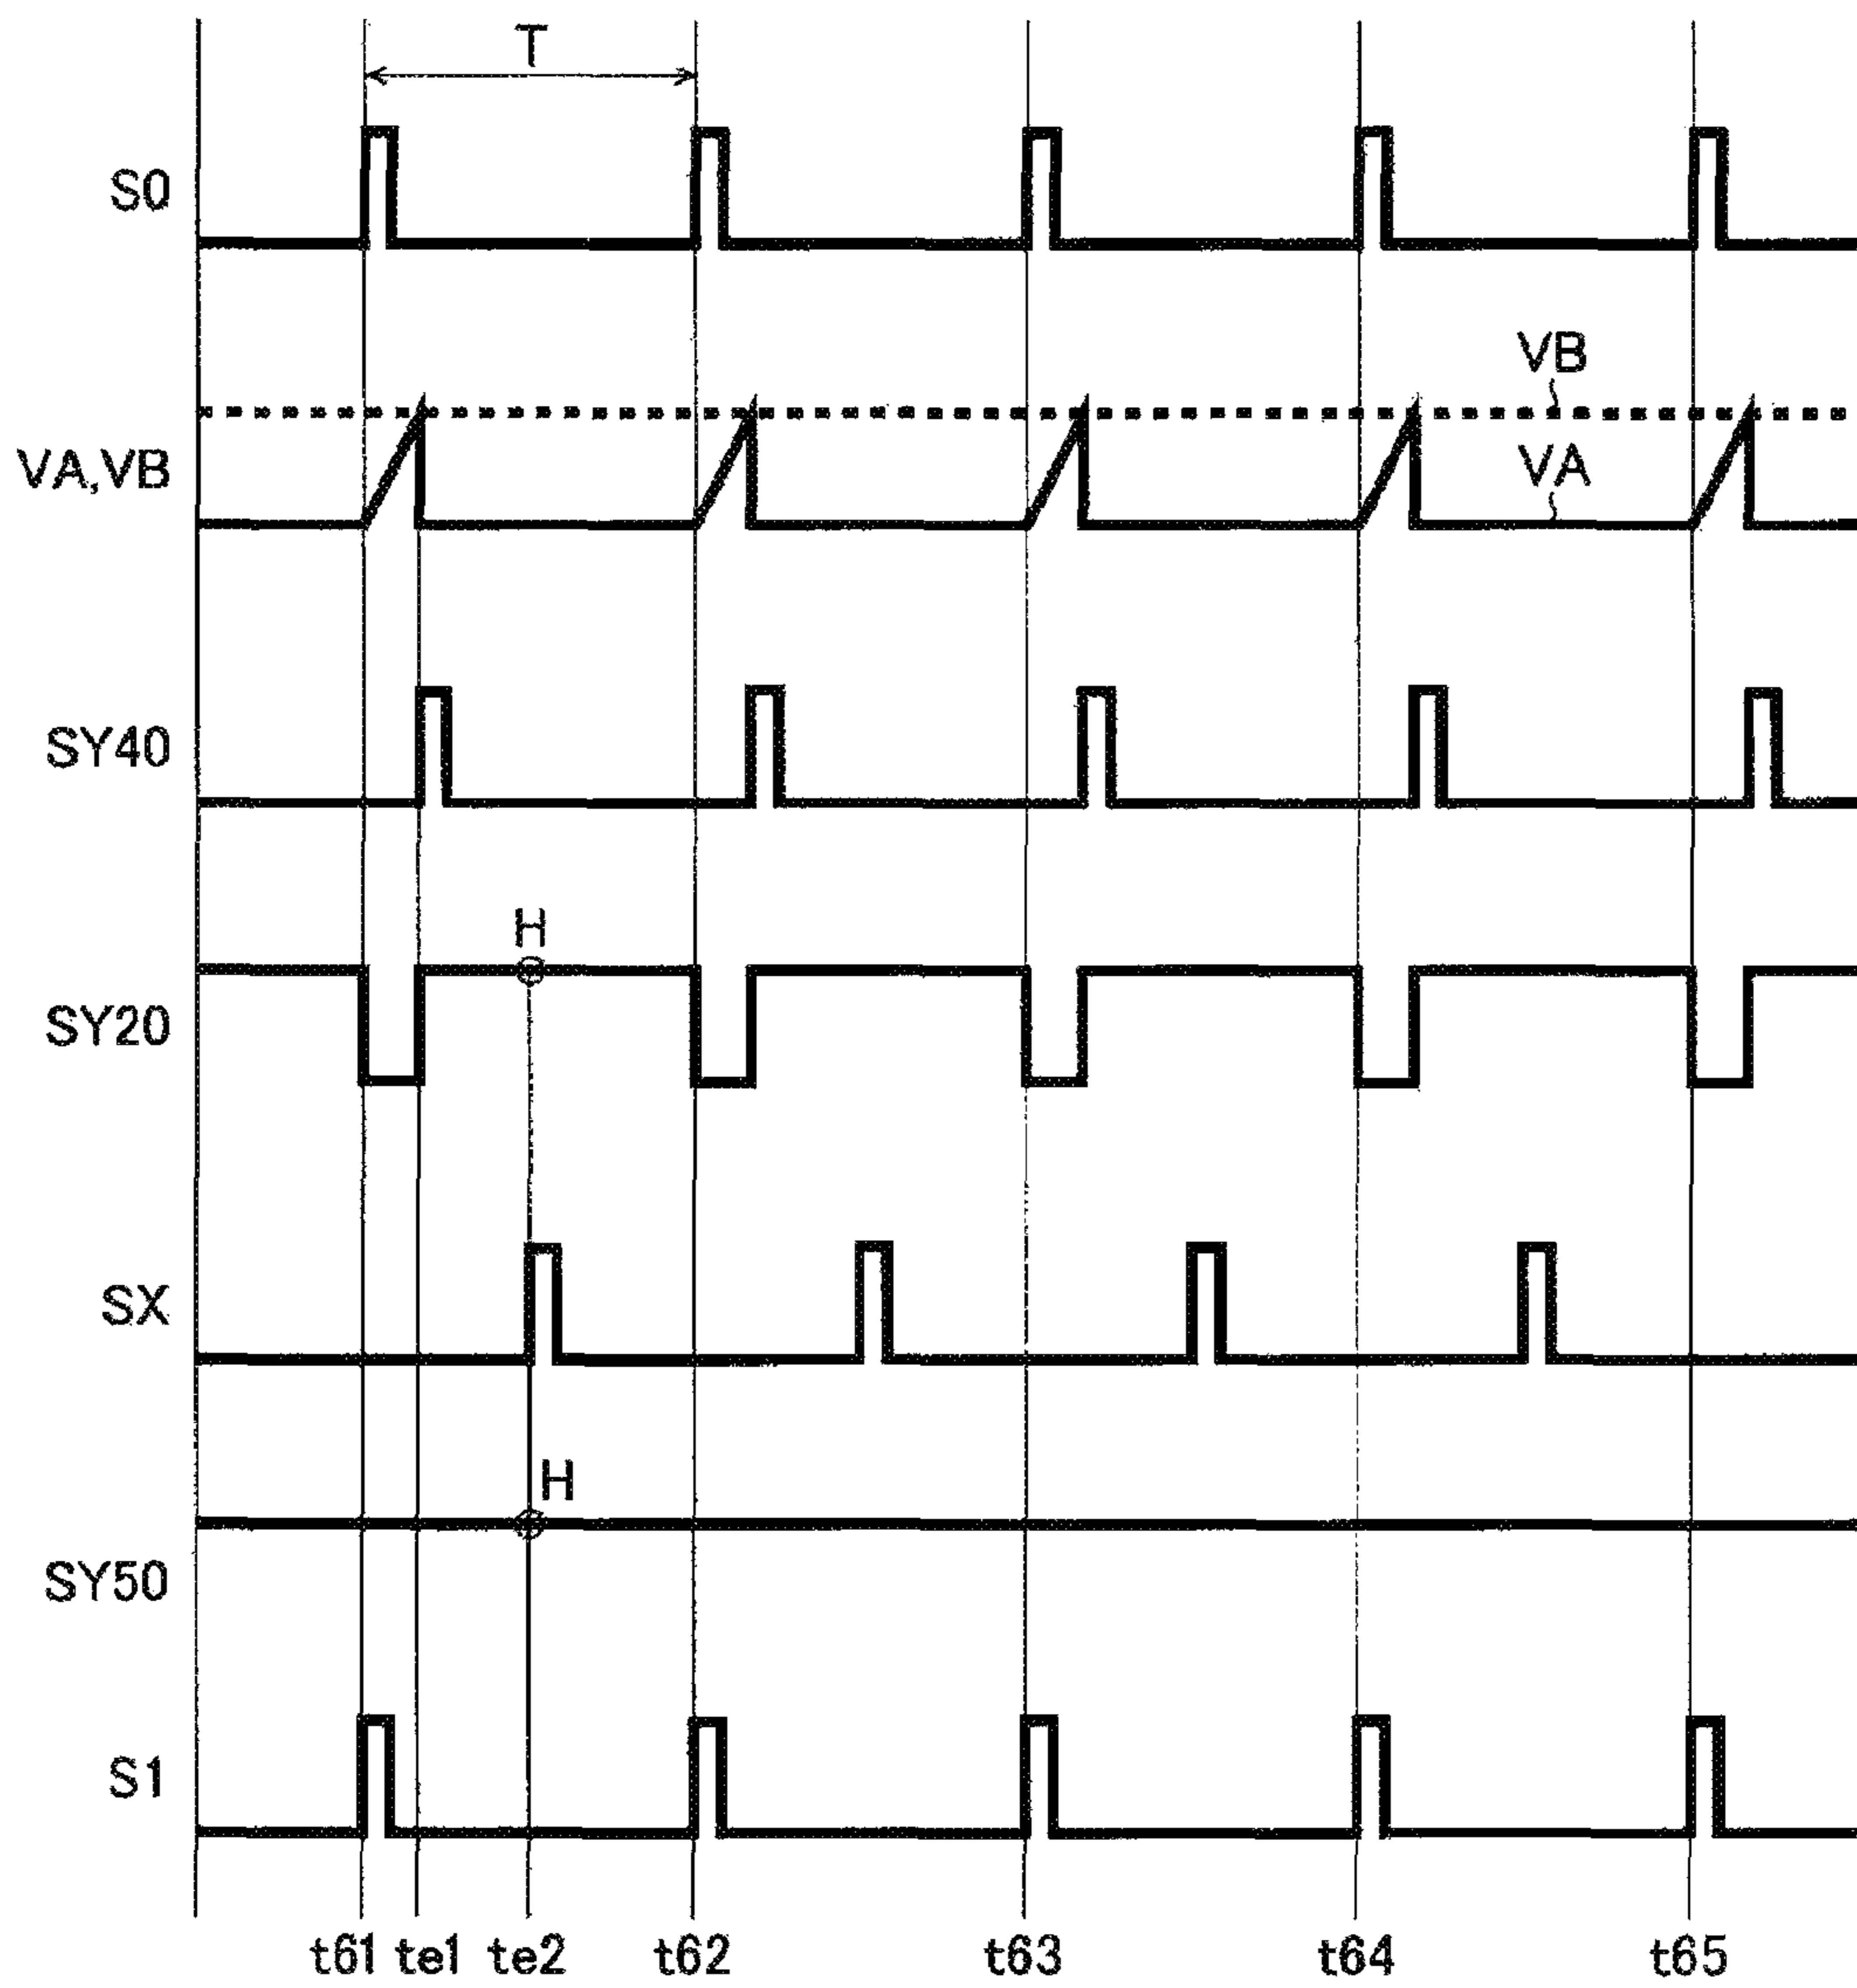 T
S0
VB
VA,VB
VA
SY40
H
SY20
SX
H
SY50
S1
t61 te1 te2 t62 t63 t64 t65